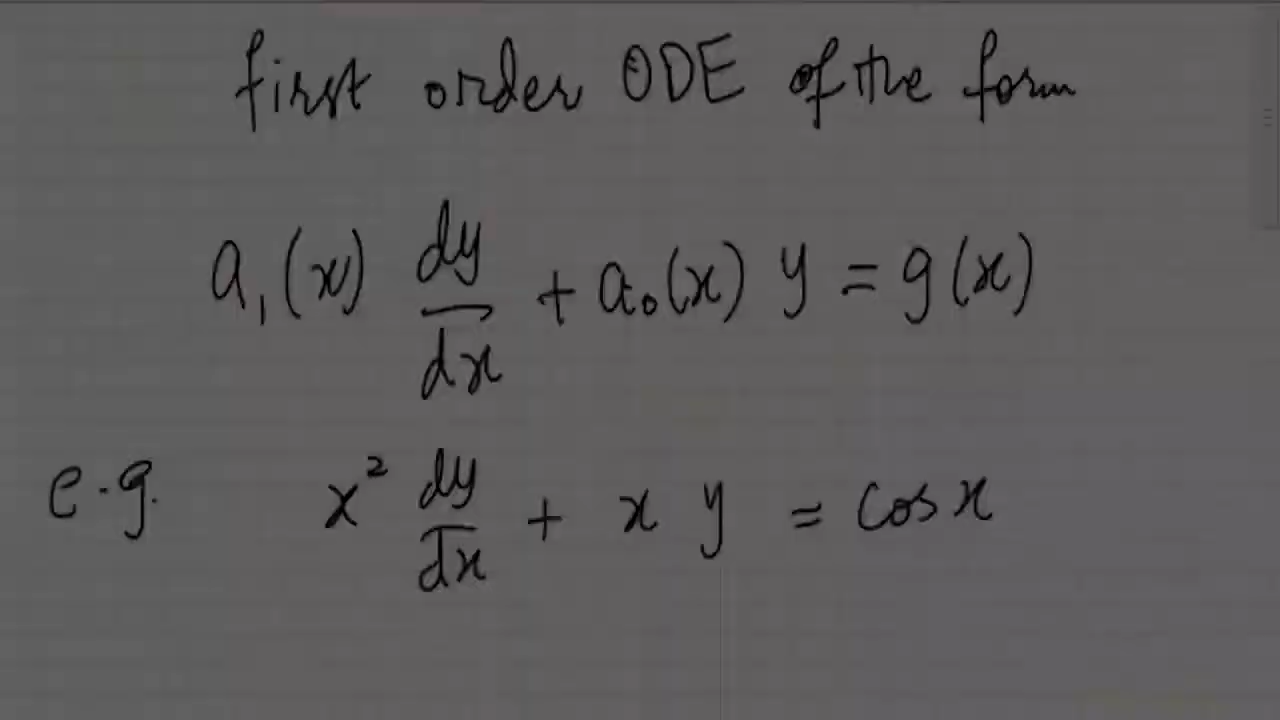 first order ODE of the form
a₁(x) dy/dx + a₀(x) y = g(x)
e.g. x² dy/dx + x y = cos x